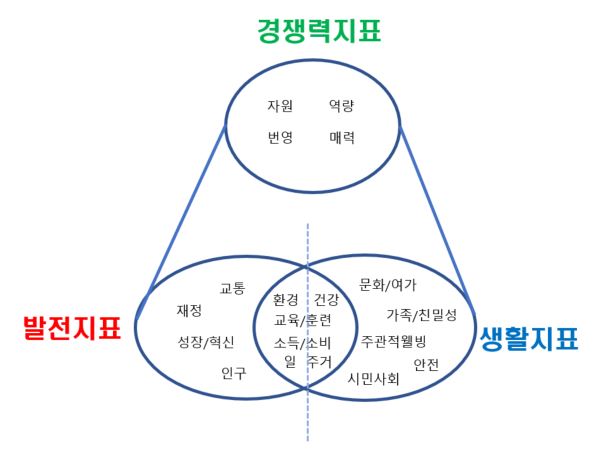 경쟁력지표
자원 역량
번영 매력
발전지표
교통
재정
성장/혁신
인구
환경 건강
교육/훈련
소득/소비
일 주거
문화/여가
가족/친밀성
주관적웰빙
안전
시민사회
생활지표